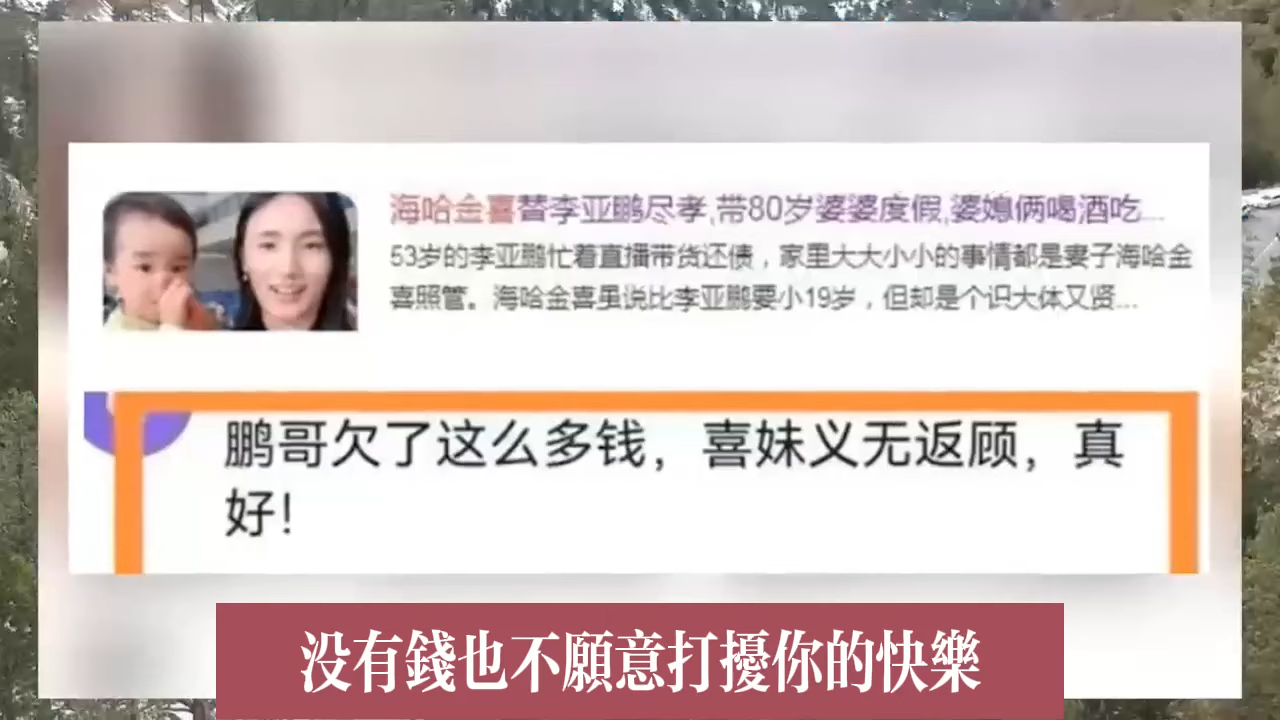 海哈金喜替李亚鹏尽孝,带80岁婆婆度假,婆媳俩喝酒吃...
53岁的李亚鹏忙着直播带货还债，家里大大小小的事情都是妻子海哈金
喜照管。海哈金喜虽说比李亚鹏要小19岁，但却是个识大体又贤...
鹏哥欠了这么多钱，喜妹义无返顾，真
好！
没有錢也不願意打擾你的快樂